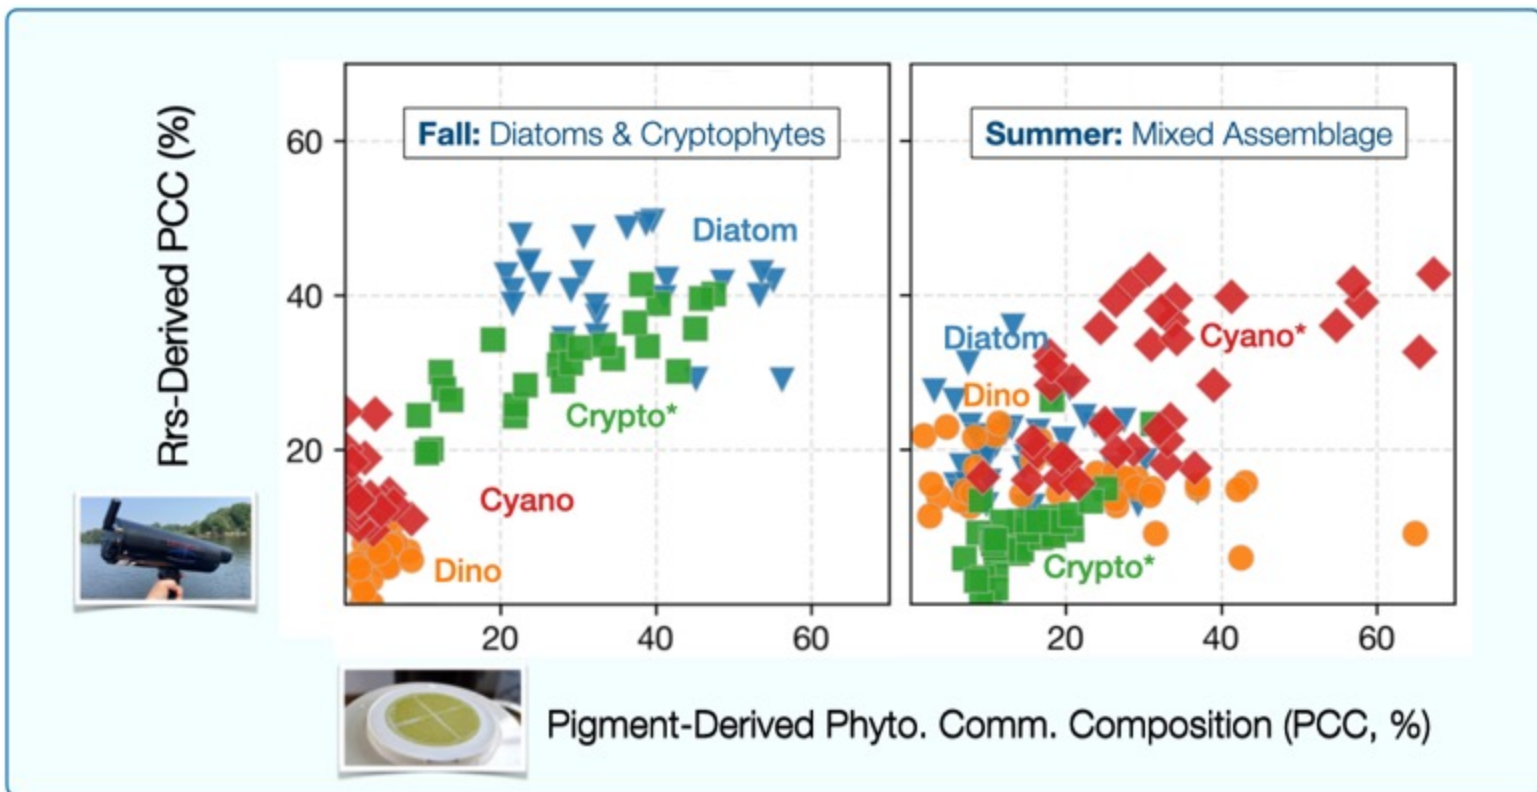 Rrs-Derived PCC (%)
Fall: Diatoms & Cryptophytes
60
40
20
Diatom
Crypto*
Cyano
Dino
20 40 60
Summer: Mixed Assemblage
Diatom
Cyano*
Dino
Crypto*
20 40 60
Pigment-Derived Phyto. Comm. Composition (PCC, %)